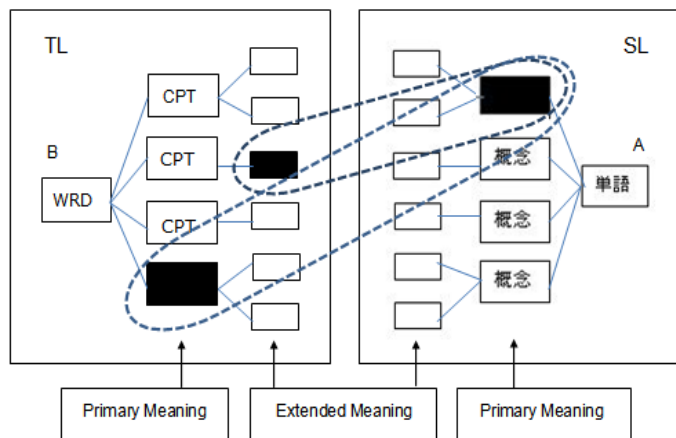 TL
SL
CPT
B
A
CPT
概念
WRD
単語
CPT
概念
概念
Primary Meaning
Extended Meaning
Primary Meaning